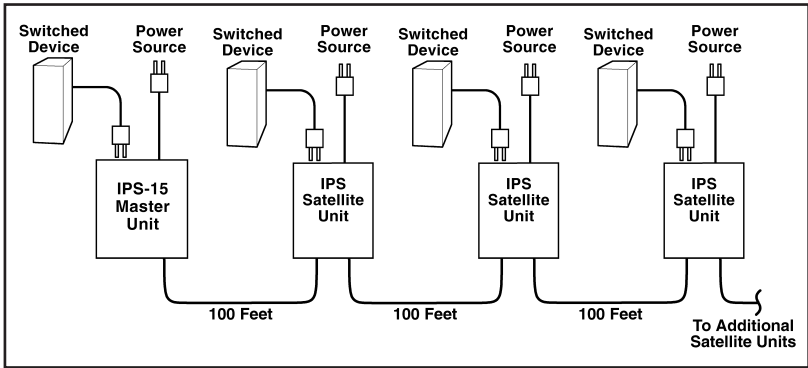 Switched
Device
Power
Source
Switched
Device
Power
Source
Switched
Device
Power
Source
Switched
Device
Power
Source
IPS-15
Master
Unit
IPS
Satellite
Unit
IPS
Satellite
Unit
IPS
Satellite
Unit
100 Feet
100 Feet
100 Feet
To Additional
Satellite Units